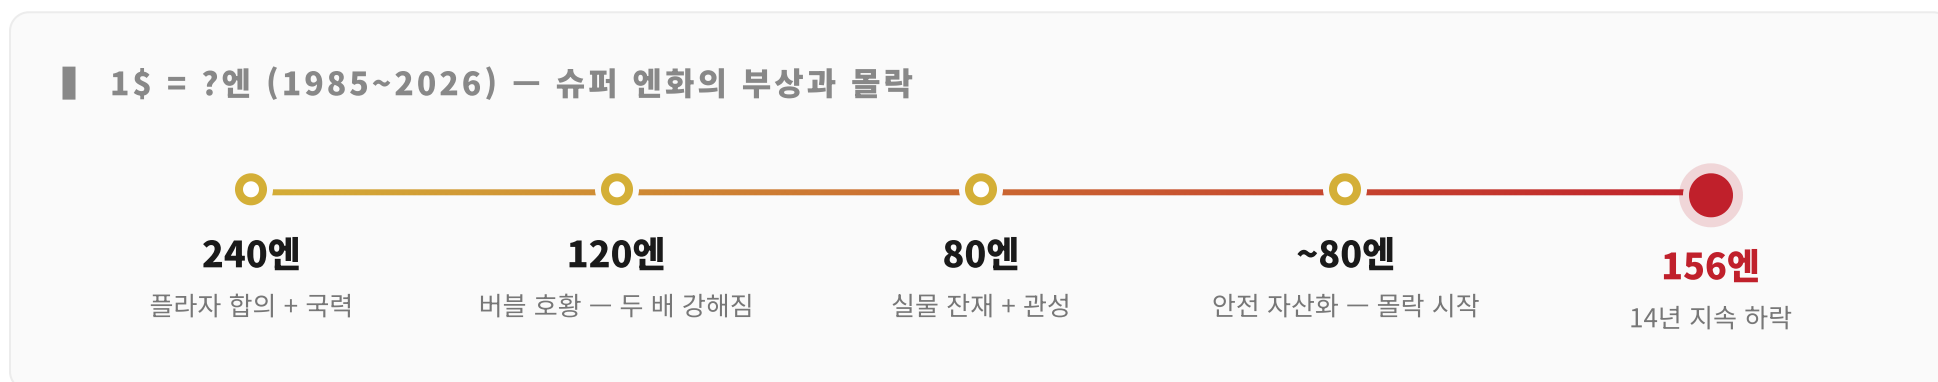 1$ = ?엔 (1985~2026) — 슈퍼 엔화의 부상과 몰락
240엔
플라자 합의 + 국력
120엔
버블 호황 — 두 배 강해짐
80엔
실물 잔재 + 관성
~80엔
안전 자산화 — 몰락 시작
156엔
14년 지속 하락